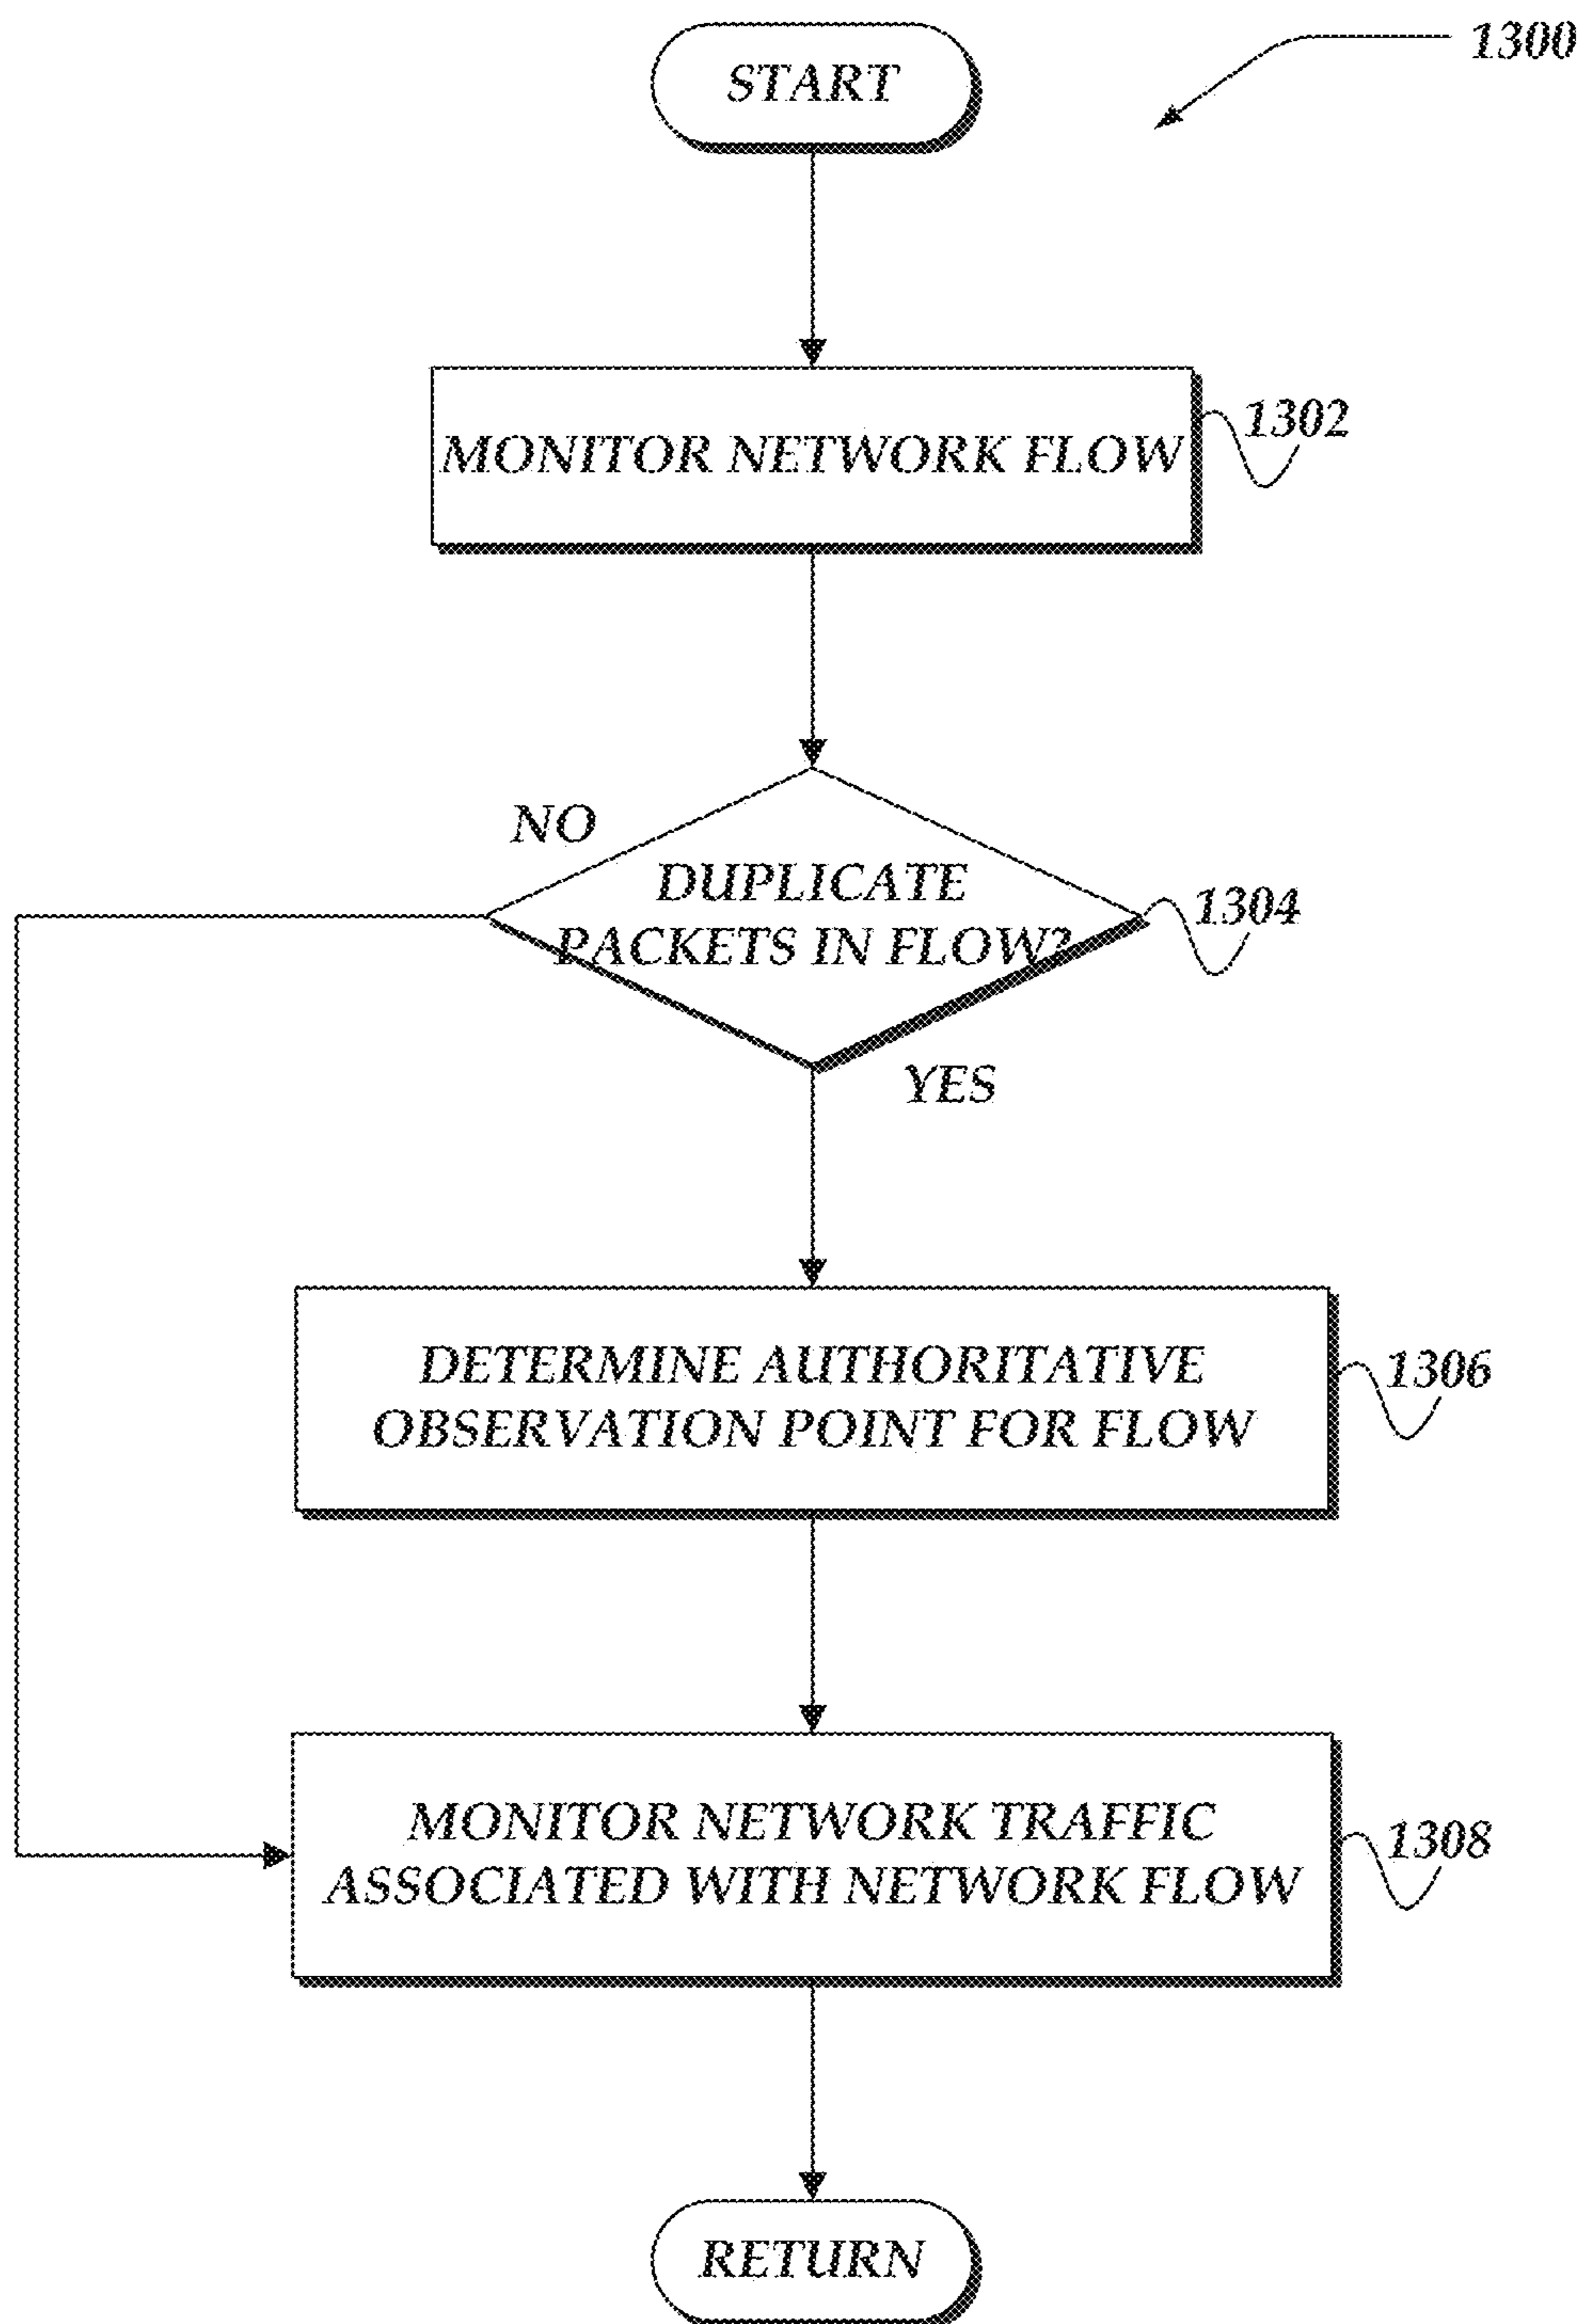 START
1300
MONITOR NETWORK FLOW
1302
NO
DUPLICATE
PACKETS IN FLOW?
1304
YES
DETERMINE AUTHORITATIVE
OBSERVATION POINT FOR FLOW
1306
MONITOR NETWORK TRAFFIC
ASSOCIATED WITH NETWORK FLOW
1308
RETURN